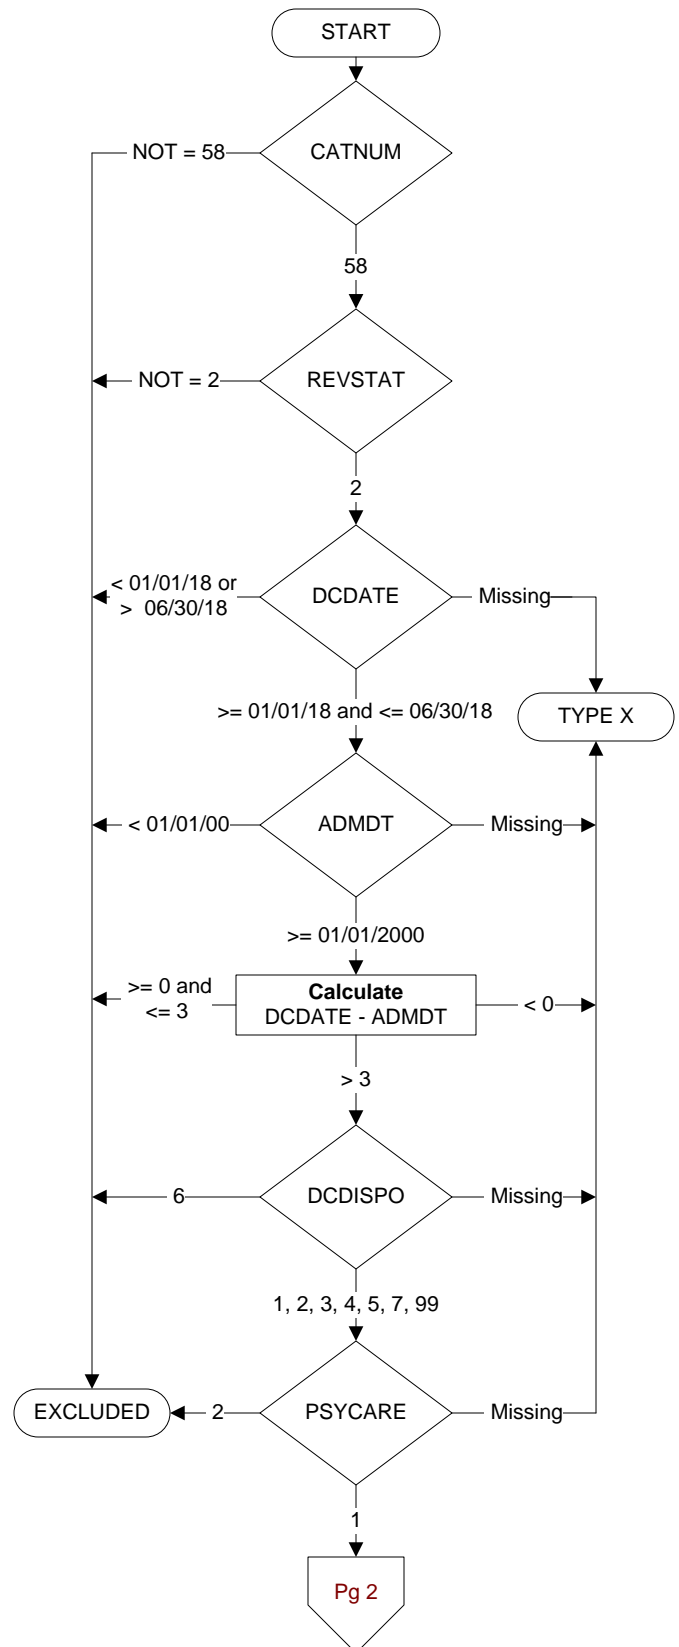 START
CATNUM
NOT = 58
58
REVSTAT
NOT = 2
2
< 01/01/18 or
> 06/30/18
DCDATE
Missing
>= 01/01/18 and <= 06/30/18
TYPE X
< 01/01/00
ADMDT
Missing
>= 01/01/2000
>= 0 and
<= 3
Calculate
DCDATE - ADMDT
< 0
> 3
6
DCDISPO
Missing
1, 2, 3, 4, 5, 7, 99
EXCLUDED
2
PSYCARE
Missing
1
Pg 2